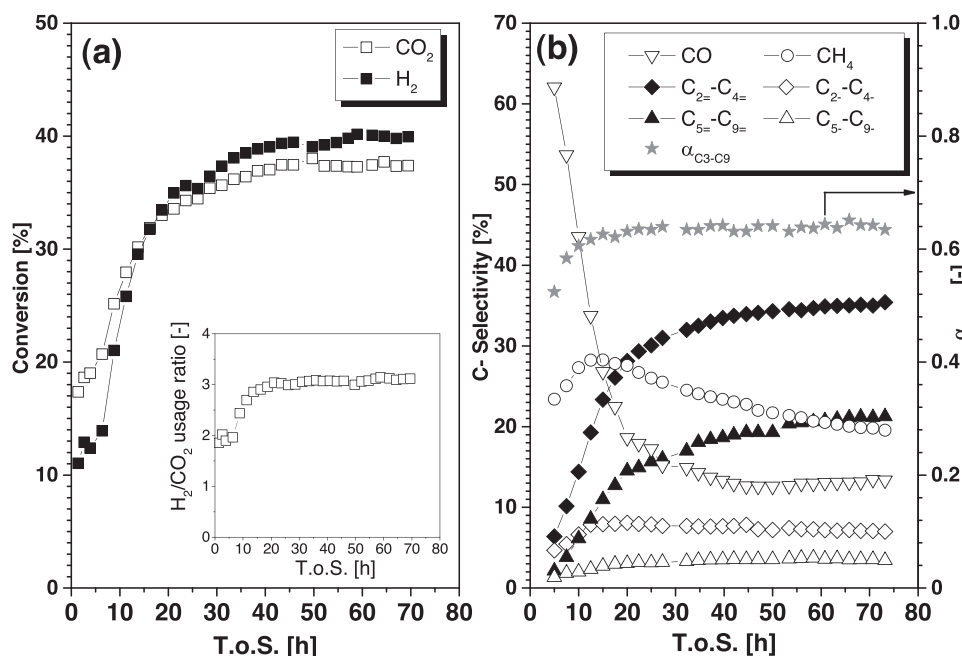 (a)
CO2
H2
50
40
30
20
10
0
Conversion [%]
0 10 20 30 40 50 60 70 80
T.o.S. [h]
4
3
2
1
0
H2/CO2 usage ratio [-]
0 10 20 30 40 50 60 70 80
T.o.S. [h]
(b)
CO CH4
C2=-C4= C2--C4-
C5=-C9= C5--C9-
αC3-C9
70
60
50
40
30
20
10
0
C- Selectivity [%]
0 10 20 30 40 50 60 70 80
T.o.S. [h]
1.0
0.8
0.6
0.4
0.2
0.0
[-]